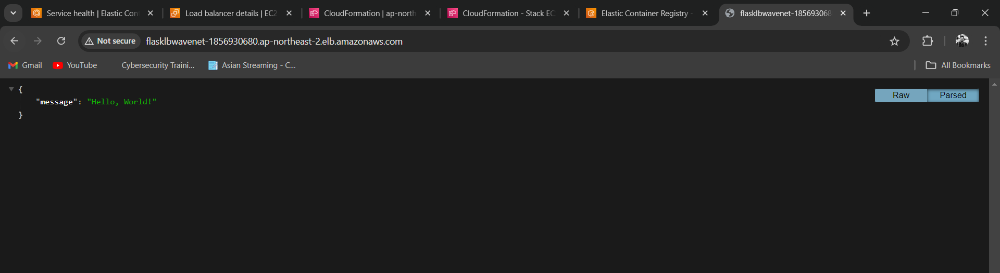 Service health | Elastic Con
Load balancer details | EC2
CloudFormation | ap-north
CloudFormation - Stack EC
Elastic Container Registry -
flasklbwavenet-185693068
Not secure
flasklbwavenet-1856930680.ap-northeast-2.elb.amazonaws.com
Gmail
YouTube
Cybersecurity Traini...
Asian Streaming - C...
All Bookmarks
{
"message": "Hello, World!"
}
Raw
Parsed